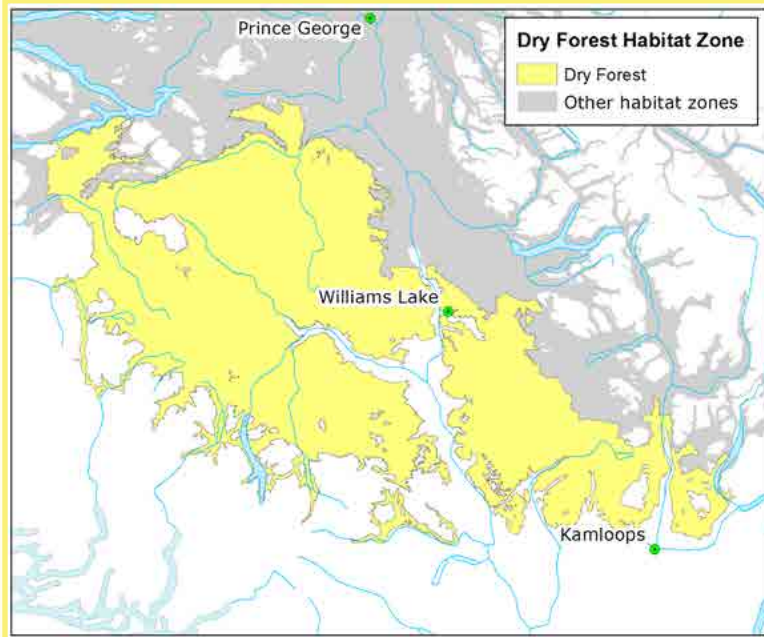 Prince George
Dry Forest Habitat Zone
Dry Forest
Other habitat zones
Williams Lake
Kamloops